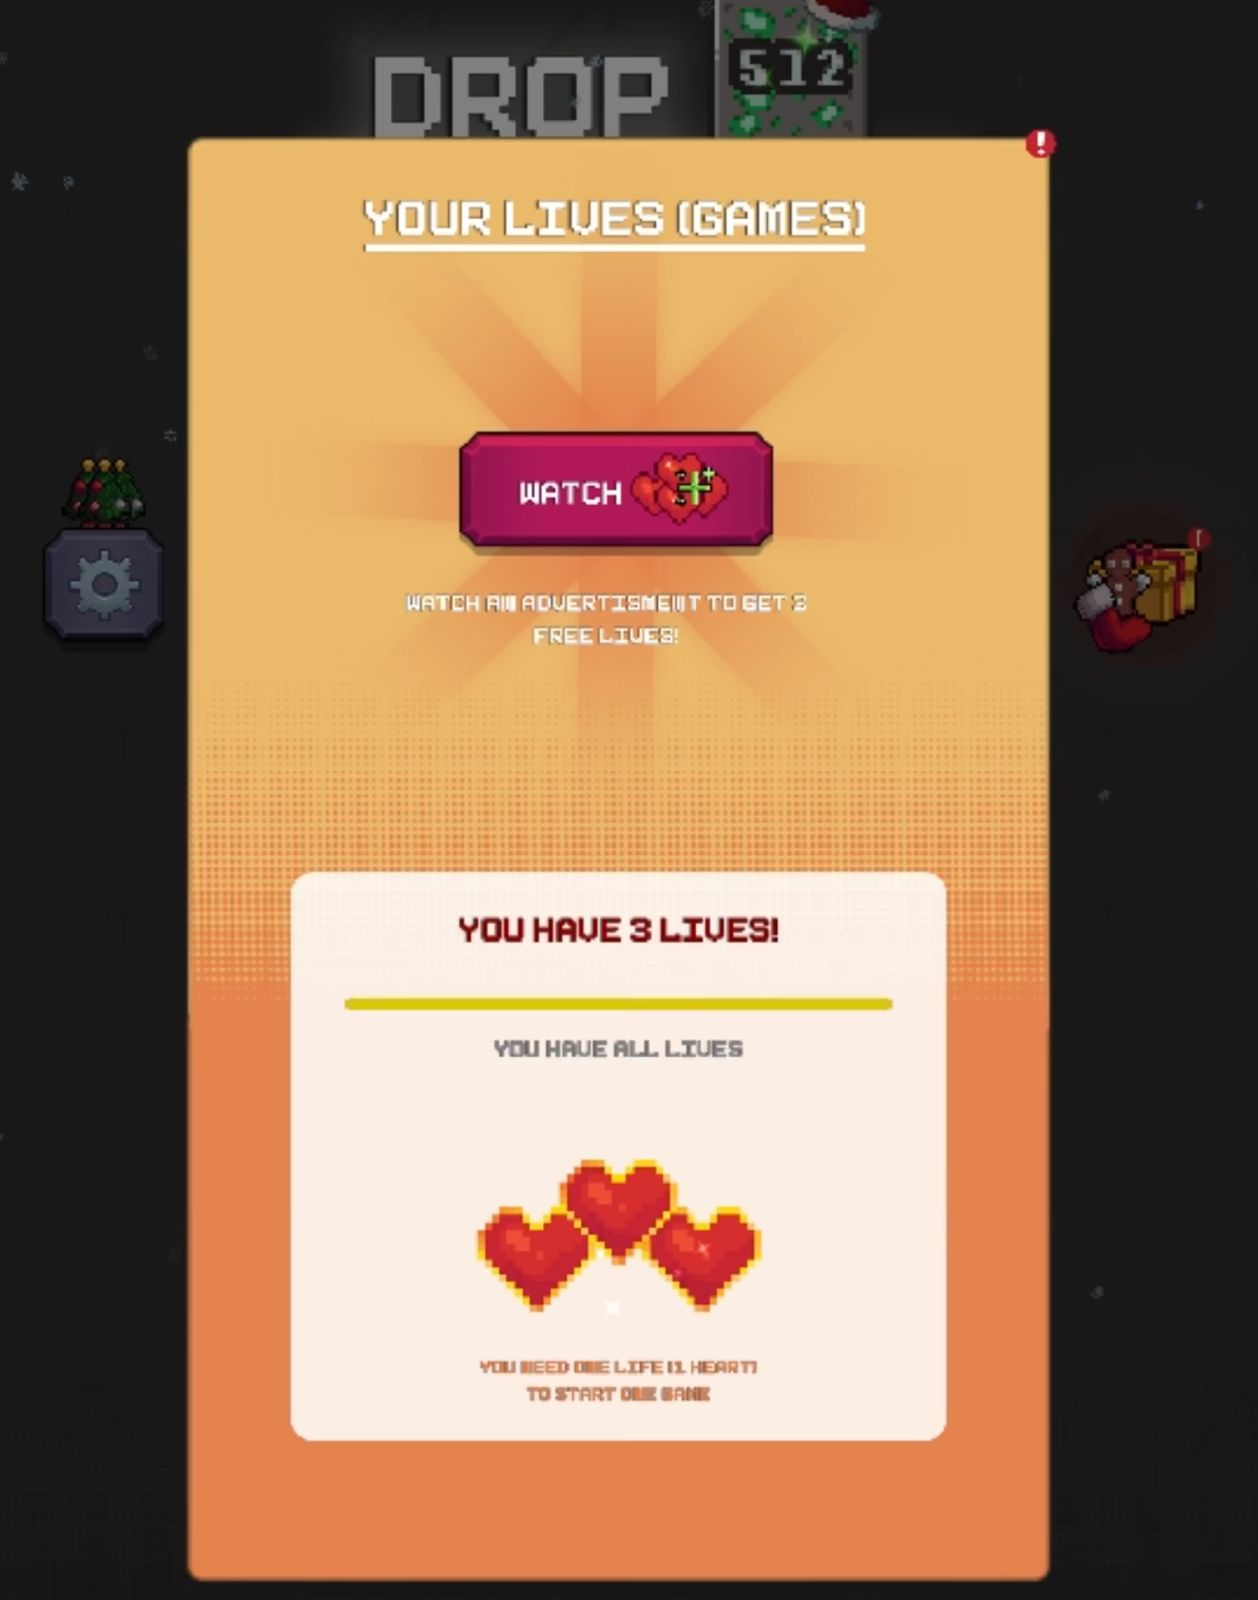 DROP
512
YOUR LIVES (GAMES)
WATCH
WATCH AN ADVERTISMENT TO GET 3
FREE LIVES!
YOU HAVE 3 LIVES!
YOU HAVE ALL LIVES
YOU NEED ONE LIFE (1 HEART)
TO START ONE GAME